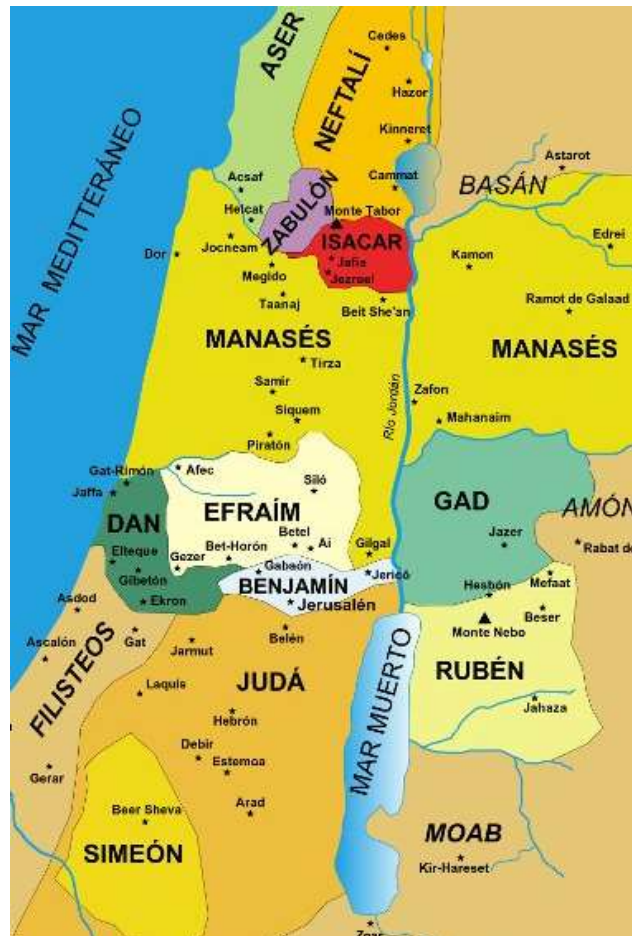 ASER
NEFTALÍ
Cedes
Hazor
Kinneret
Cammat
Acsaf
Helcat
ZABULÓN
Monte Tabor
ISACAR
Jafía
Jezreel
Astarot
BASÁN
Edrei
Kamon
Ramot de Galaad
MANASÉS
MAR MEDITTERÁNEO
Dor
Jocneam
Megido
Taanaj
Beit She'an
MANASÉS
Tirza
Samir
Siquem
Piratón
Río Jordán
Zafon
Mahanaim
Gat-Rimón
Jaffa
Afec
Siló
DAN
EFRAÍM
GAD
AMÓN
Elteque
Gibetón
Gezer
Bet-Horón
Betel
Ai
Gilgal
Jazer
Rabat de
Ekron
Gabaón
BENJAMÍN
Jerusalén
Jericó
Hesbón
Mefaat
Beser
Monte Nebo
RUBÉN
Jahaza
Asdod
Ascalón
Gat
FILISTEOS
Gerar
Belén
Jarmut
Laquis
JUDÁ
Hebrón
Debir
Estemoa
Arad
MAR MUERTO
Beer Sheva
SIMEÓN
MOAB
Kir-Hareset